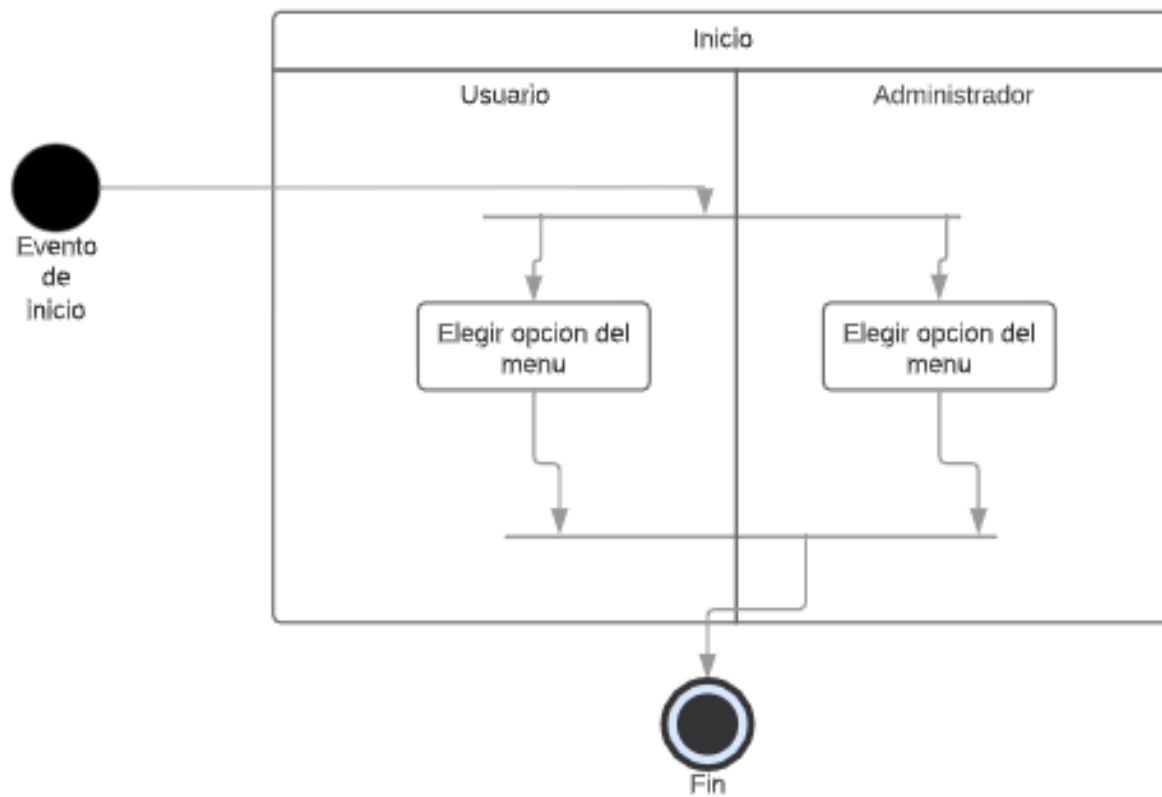 Inicio
Usuario
Administrador
Evento
de
inicio
Elegir opcion del
menu
Elegir opcion del
menu
Fin